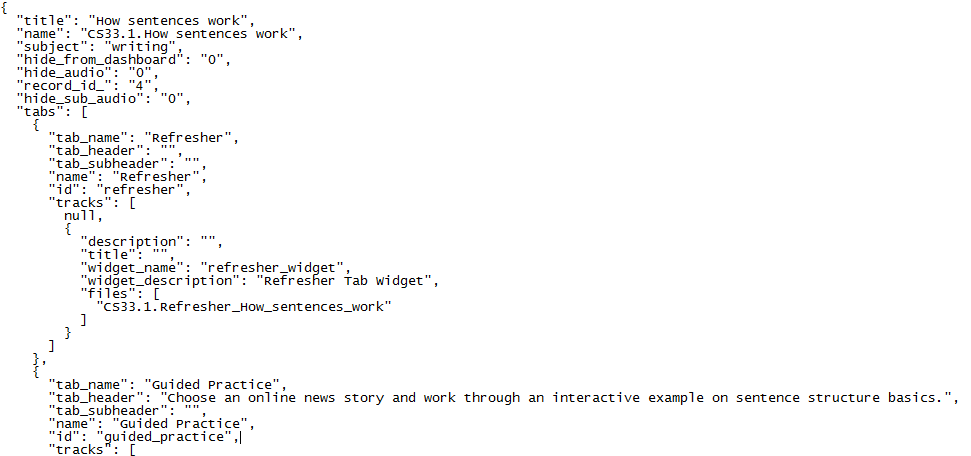 {
  "title": "How sentences work",
  "name": "CS33.1.How sentences work",
  "subject": "writing",
  "hide_from_dashboard": "0",
  "hide_audio": "0",
  "record_id_": "4",
  "hide_sub_audio": "0",
  "tabs": [
    {
      "tab_name": "Refresher",
      "tab_header": "",
      "tab_subheader": "",
      "name": "Refresher",
      "id": "refresher",
      "tracks": [
        null,
        {
          "description": "",
          "title": "",
          "widget_name": "refresher_widget",
          "widget_description": "Refresher Tab Widget",
          "files": [
            "CS33.1.Refresher_How_sentences_work"
          ]
        }
      ]
    },
    {
      "tab_name": "Guided Practice",
      "tab_header": "Choose an online news story and work through an interactive example on sentence structure basics.",
      "tab_subheader": "",
      "name": "Guided Practice",
      "id": "guided_practice",
      "tracks": [